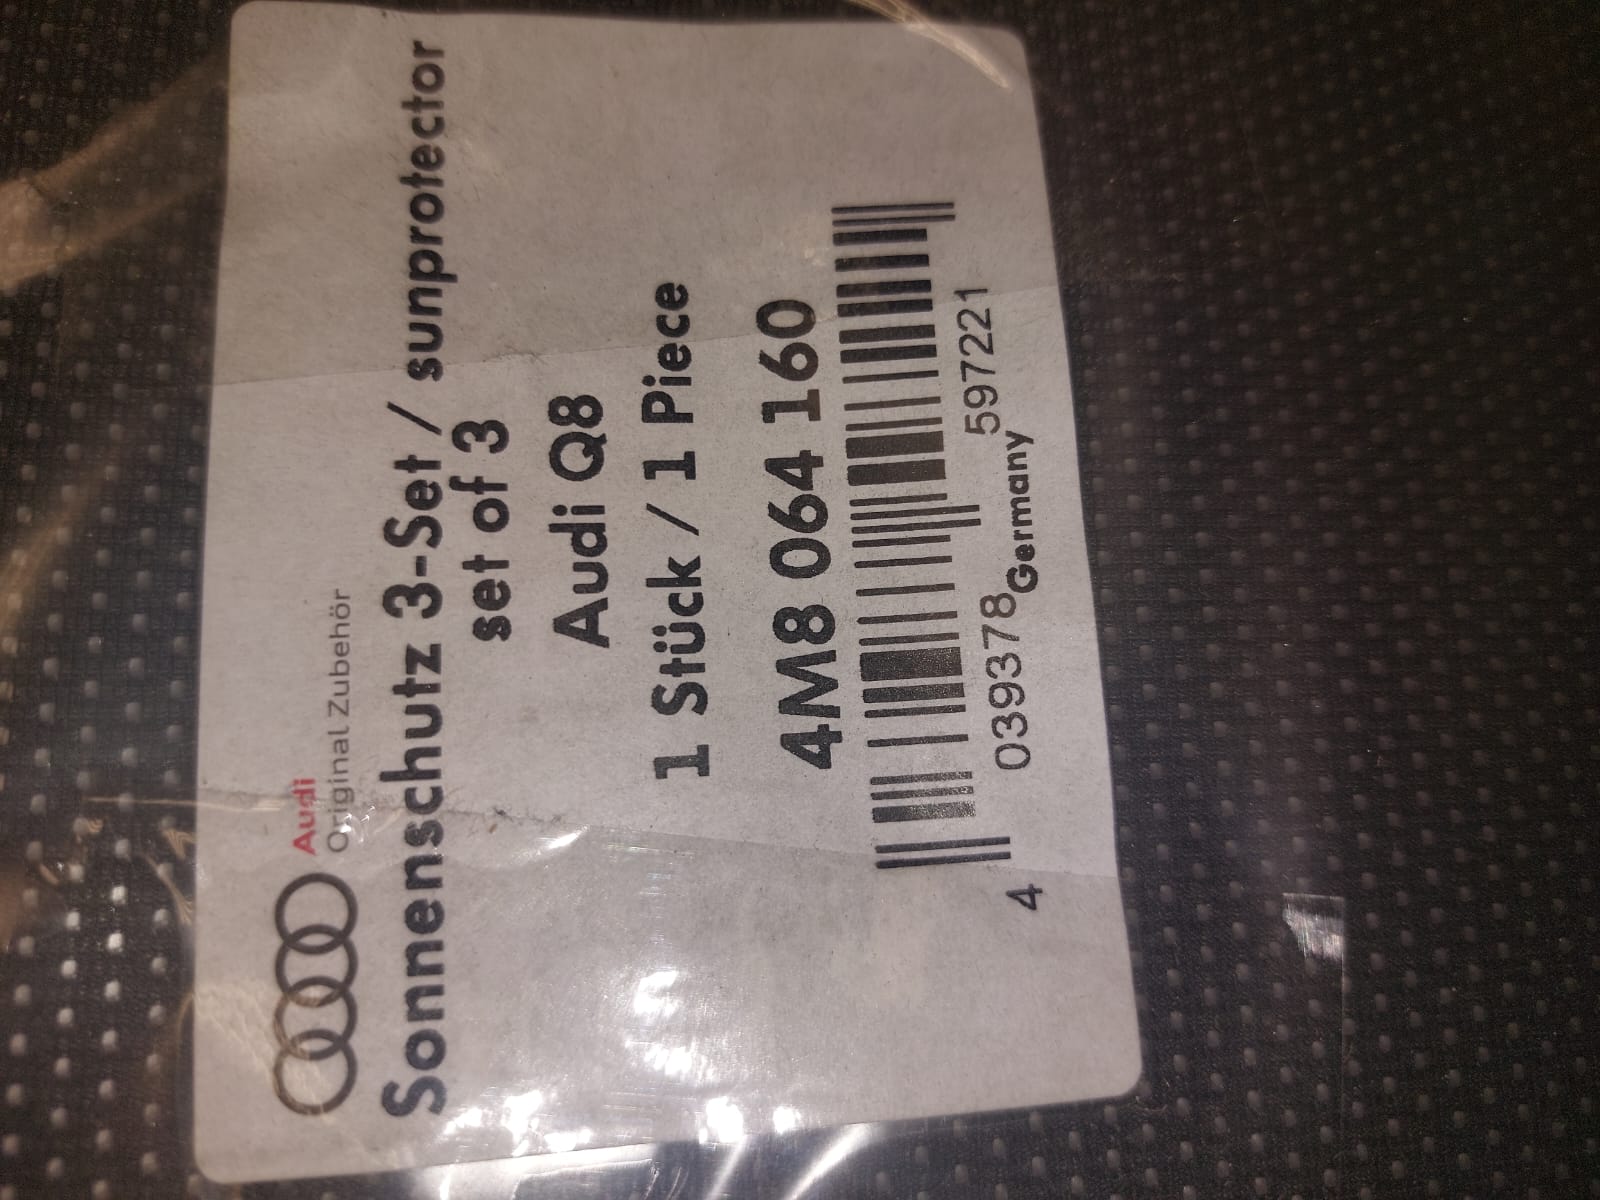 Audi
Original Zubehör
Sonnenschutz 3-Set / sunprotector
set of 3
Audi Q8
1 Stück / 1 Piece
4M8 064 160
4 039378 597221
Germany